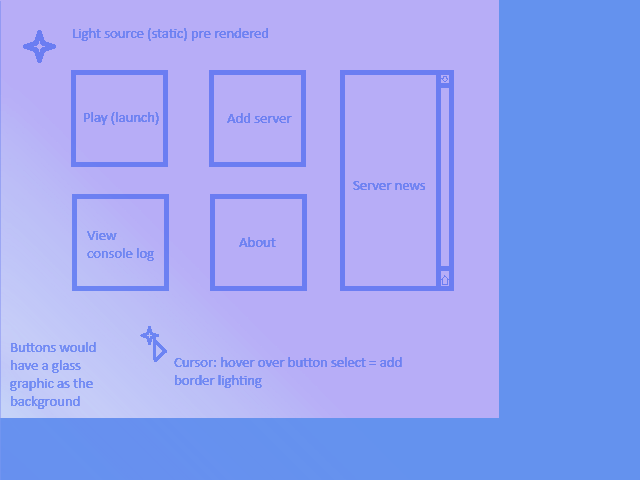 Light source (static) pre rendered
Play (launch)
Add server
Server news
View
console log
About
Buttons would
have a glass
graphic as the
background
Cursor: hover over button select = add
border lighting